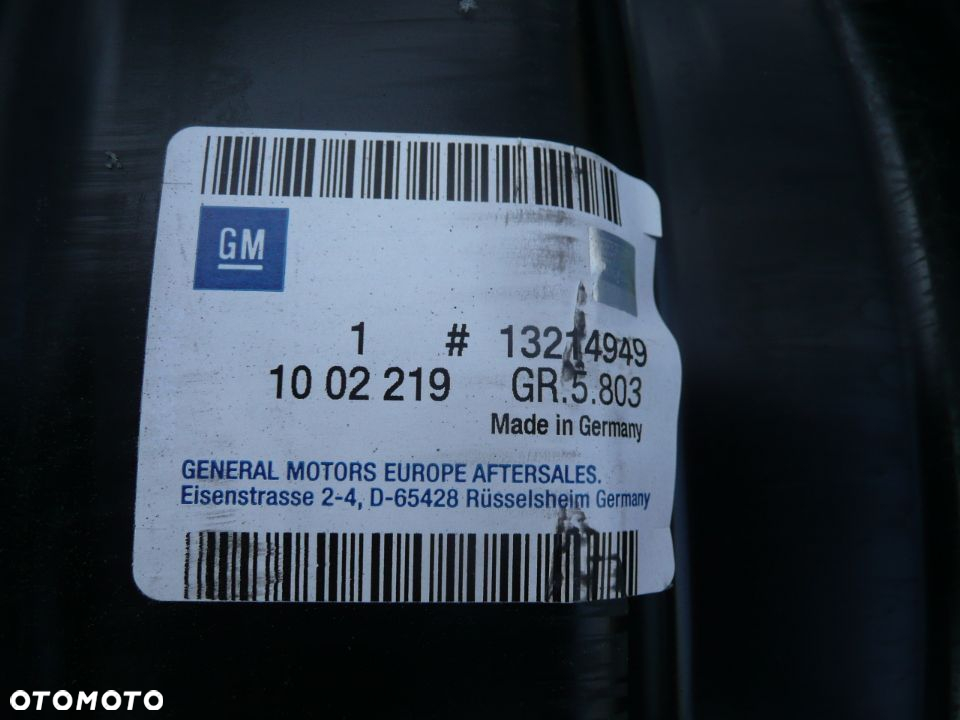 GM
1 # 13214949
10 02 219 GR.5.803
Made in Germany
GENERAL MOTORS EUROPE AFTERSALES.
Eisenstrasse 2-4, D-65428 Rüsselsheim Germany
OTOMOTO